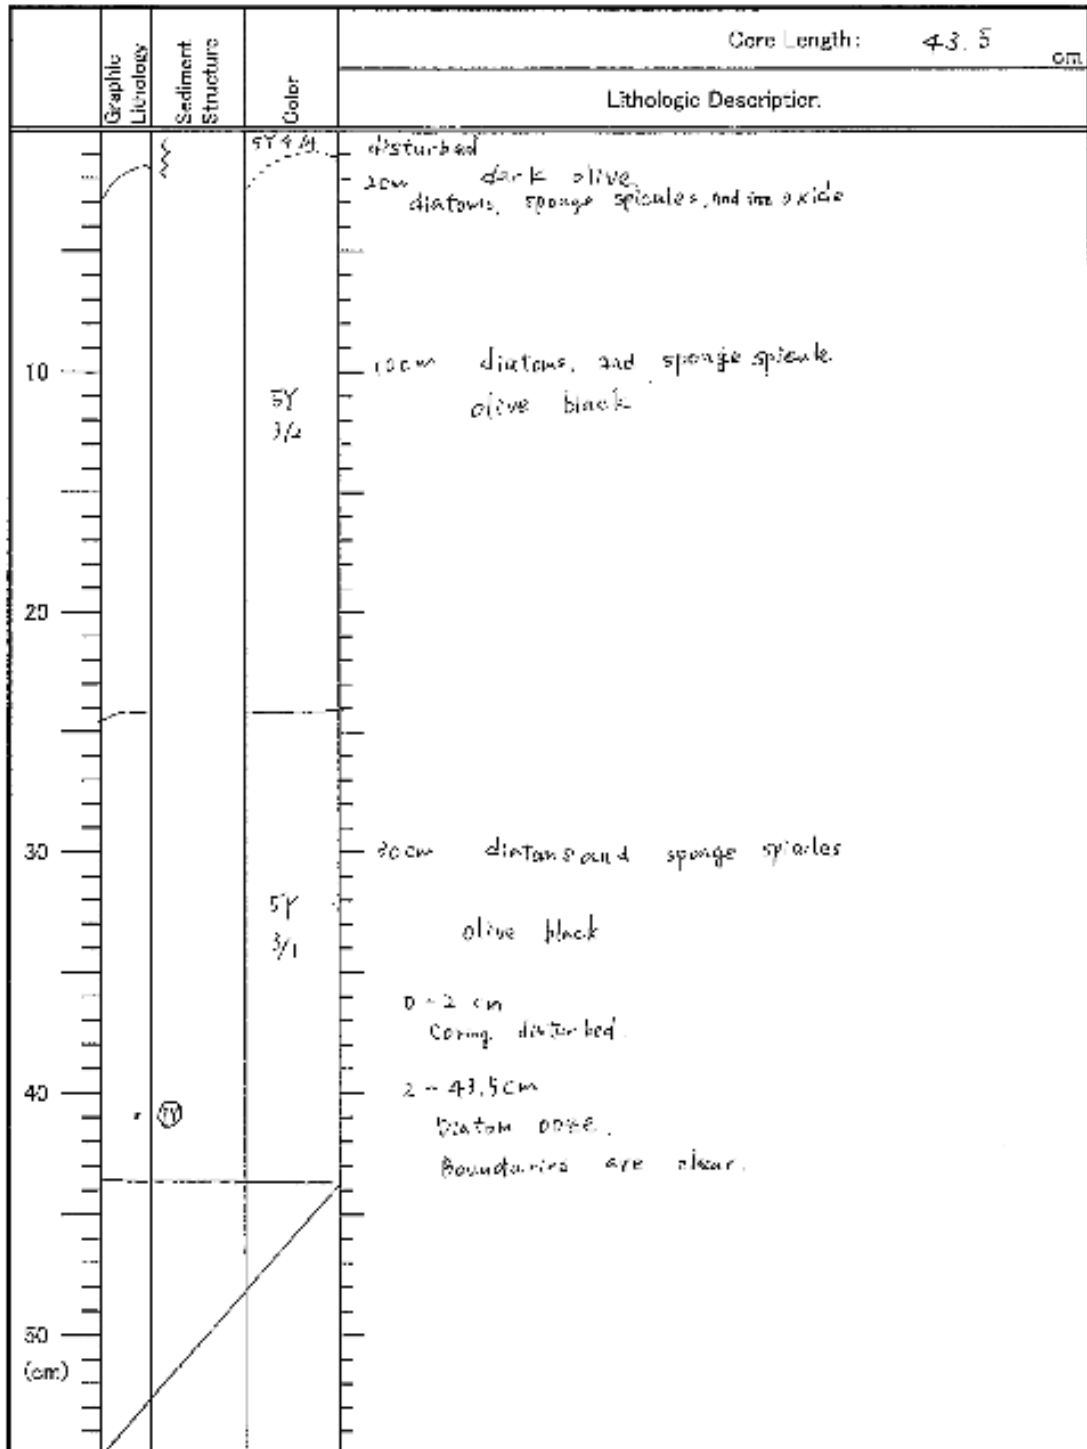 Core Length: 43.5 cm
Graphic Lithology
Sediment Structure
Color
Lithologic Description
5Y 4/4
disturbed
2cm dark olive
diatoms, sponge spicules, and iron oxide
10
10cm diatoms, and sponge spicule
olive black
5Y
3/2
20
30
30cm diatoms and sponge spicules
5Y
3/1
olive black
0 - 2 cm
Coring disturbed.
40
2 - 43.5cm
Diatom ooze.
Boundaries are clear.
50
(cm)